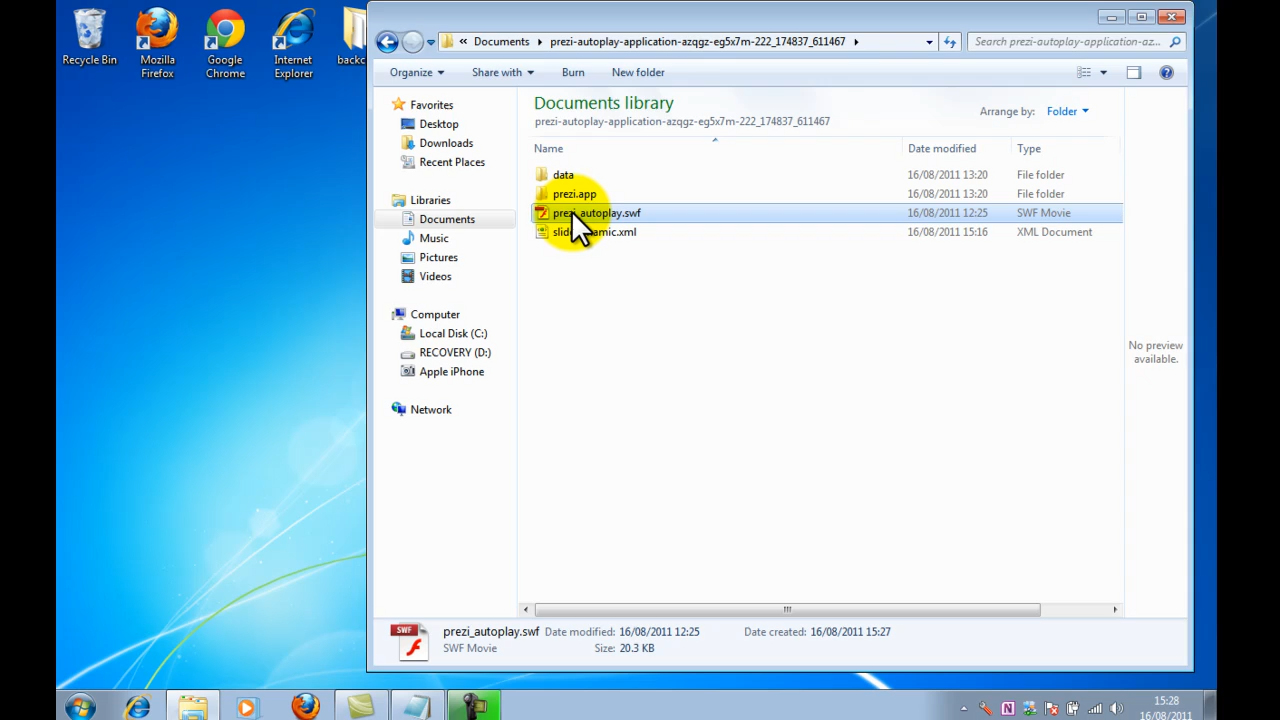 Recycle Bin
Mozilla Firefox
Google Chrome
Internet Explorer
Documents prezi-autoplay-application-azqgz-eg5x7m-222_174837_611467
Search prezi-autoplay-application-az...
Organize Share with Burn New folder
Favorites
Desktop
Downloads
Recent Places
Libraries
Documents
Music
Pictures
Videos
Computer
Local Disk (C:)
RECOVERY (D:)
Apple iPhone
Network
Documents library
prezi-autoplay-application-azqgz-eg5x7m-222_174837_611467
Arrange by: Folder
Name Date modified Type
data 16/08/2011 13:20 File folder
prezi.app 16/08/2011 13:20 File folder
prezi_autoplay.swf 16/08/2011 12:25 SWF Movie
16/08/2011 15:16 XML Document
No preview available.
SWF
prezi_autoplay.swf Date modified: 16/08/2011 12:25 Date created: 16/08/2011 15:27
SWF Movie Size: 20.3 KB
15:28
16/08/2011